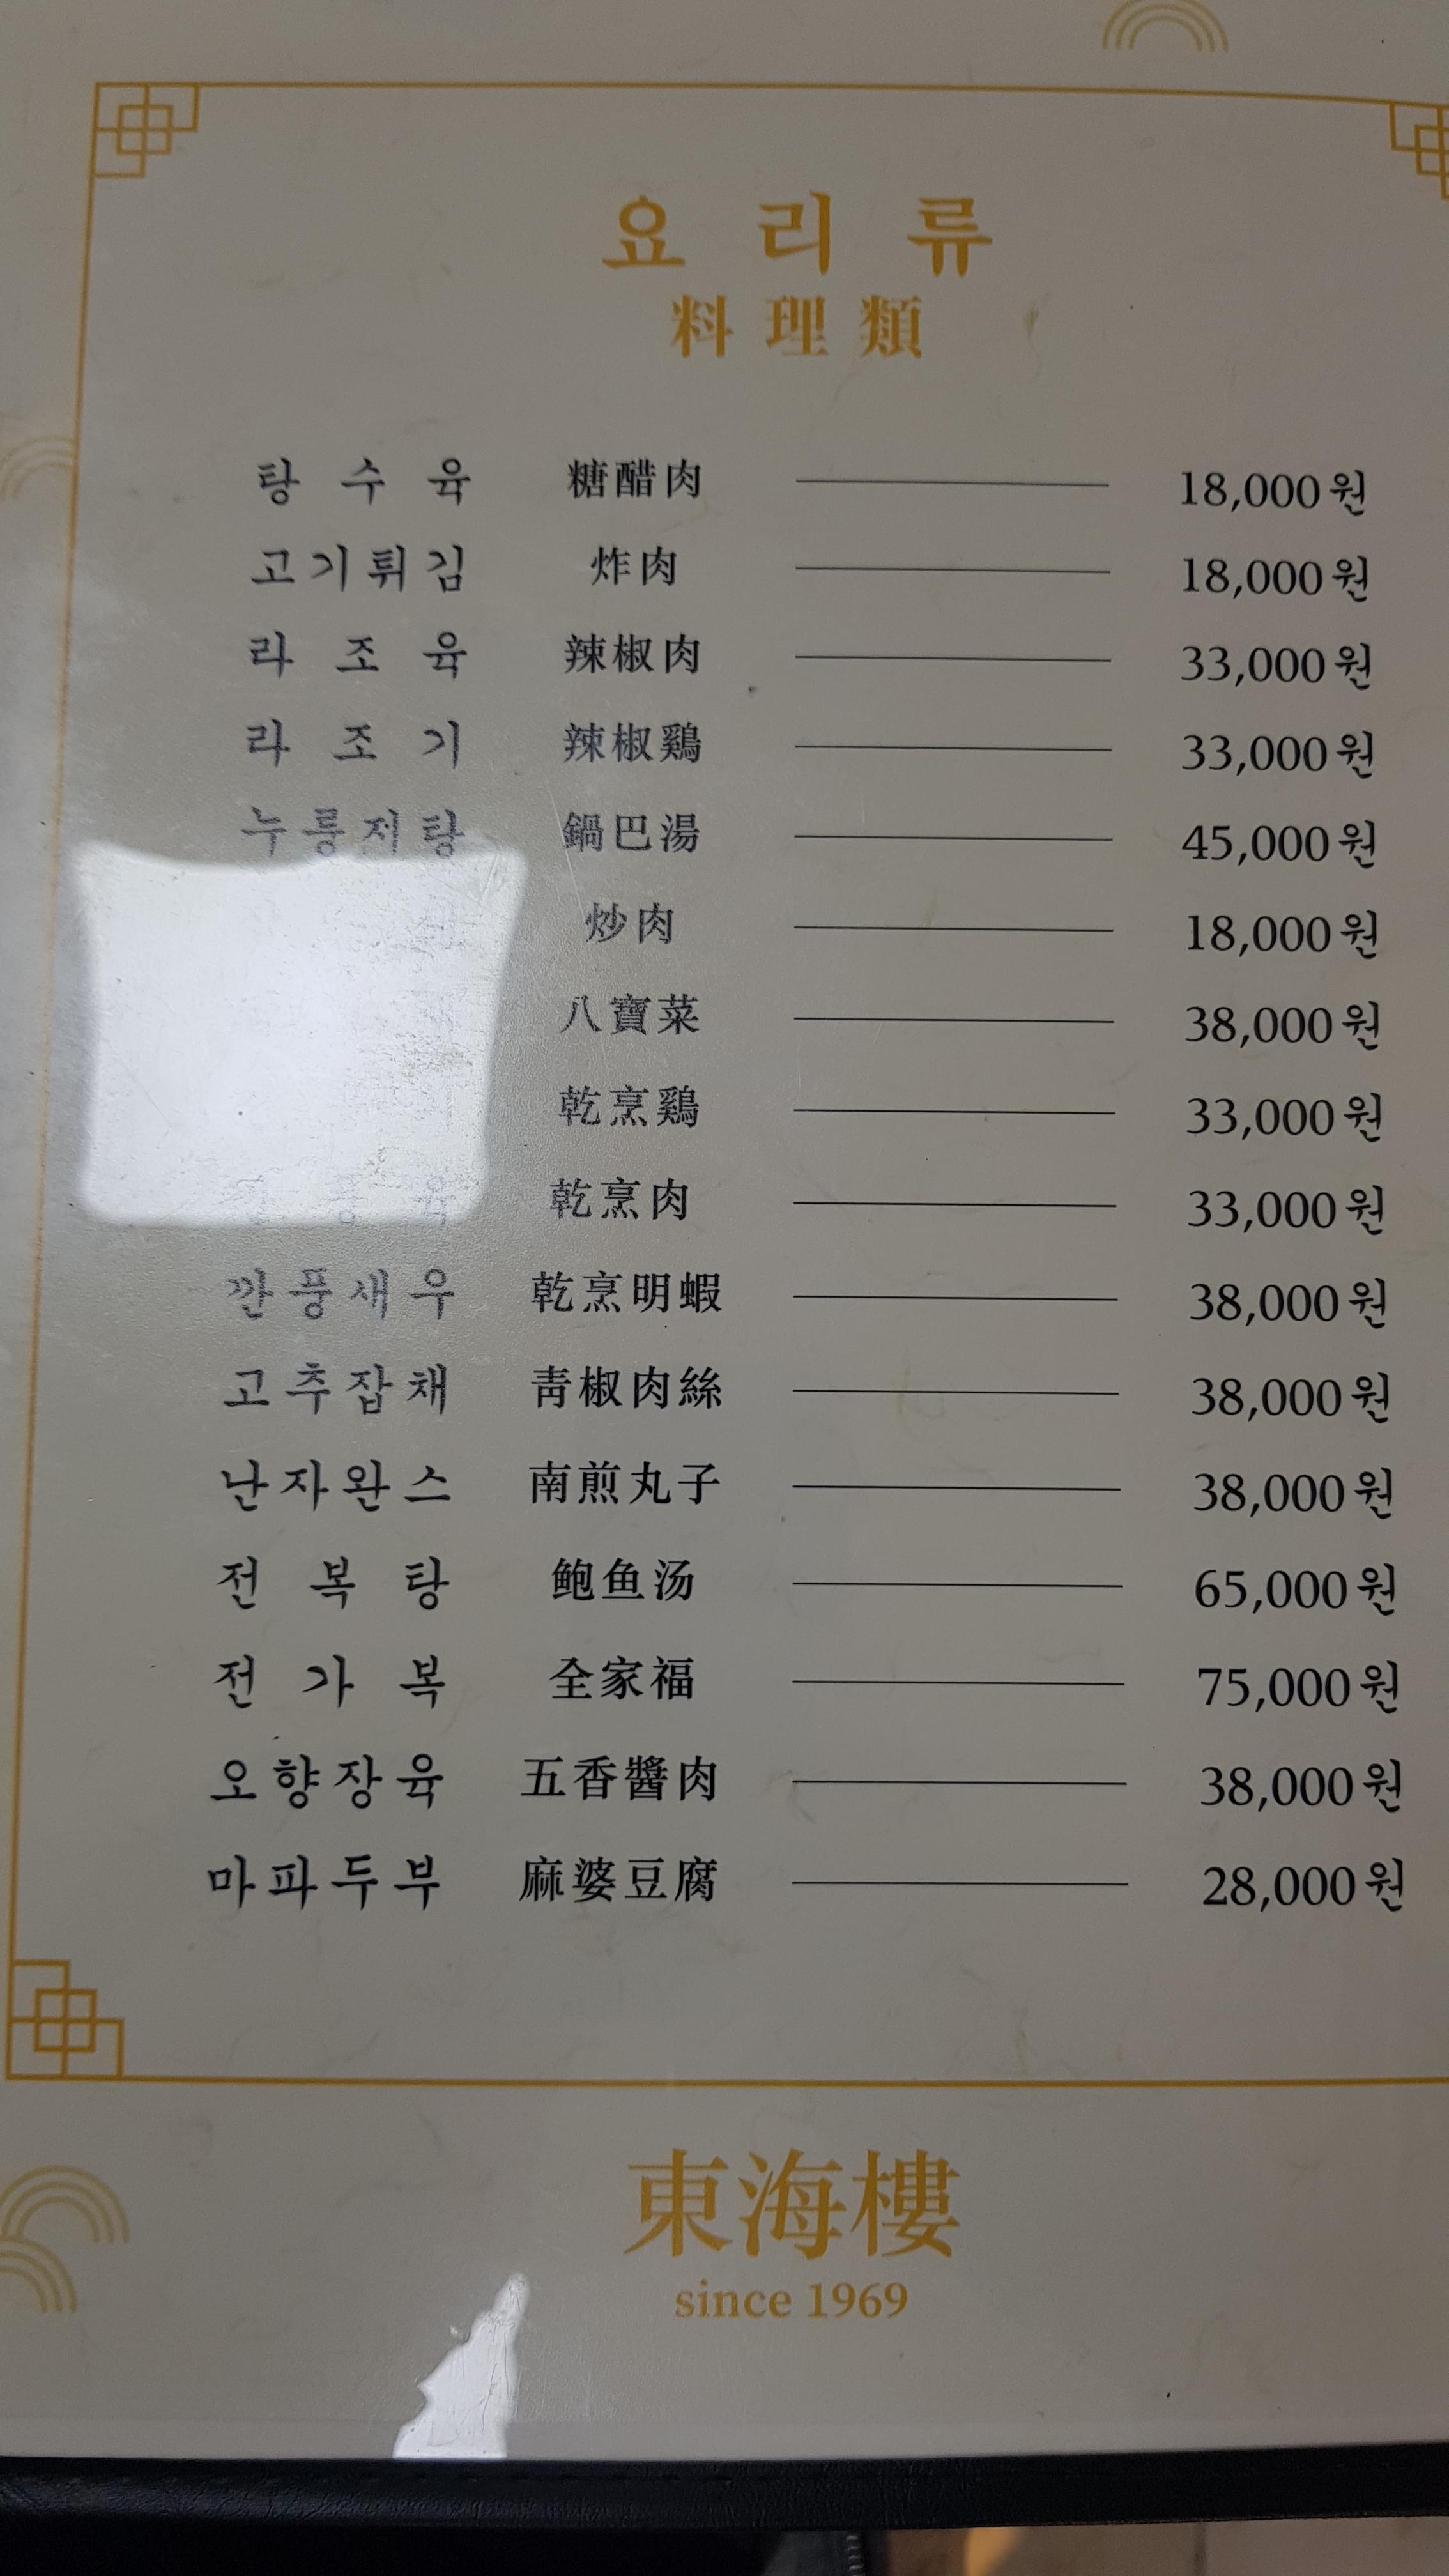 요리류
料理類
탕수육 糖醋肉 18,000원
고기튀김 炸肉 18,000원
라조육 辣椒肉 33,000원
라조기 辣椒鷄 33,000원
누룽지탕 鍋巴湯 45,000원
炒肉 18,000원
八寶菜 38,000원
乾烹鷄 33,000원
乾烹肉 33,000원
깐풍새우 乾烹明蝦 38,000원
고추잡채 靑椒肉絲 38,000원
난자완스 南煎丸子 38,000원
전복탕 鲍鱼汤 65,000원
전가복 全家福 75,000원
오향장육 五香醬肉 38,000원
마파두부 麻婆豆腐 28,000원
東海樓
since 1969